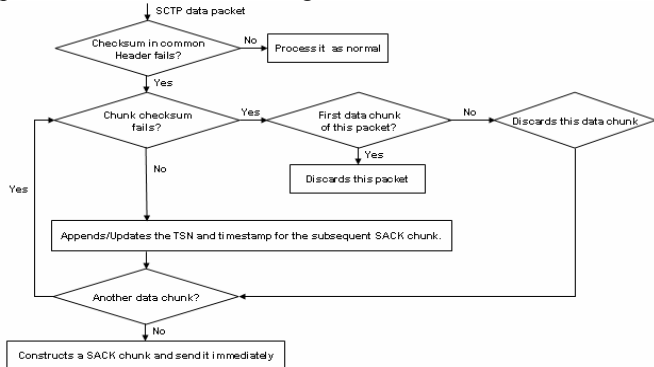 SCTP data packet
Checksum in common
Header fails?
No
Process it as normal
Yes
Chunk checksum
fails?
Yes
First data chunk
of this packet?
No
Discards this data chunk
Yes
Discards this packet
No
Yes
Appends/Updates the TSN and timestamp for the subsequent SACK chunk.
Another data chunk?
No
Constructs a SACK chunk and send it immediately